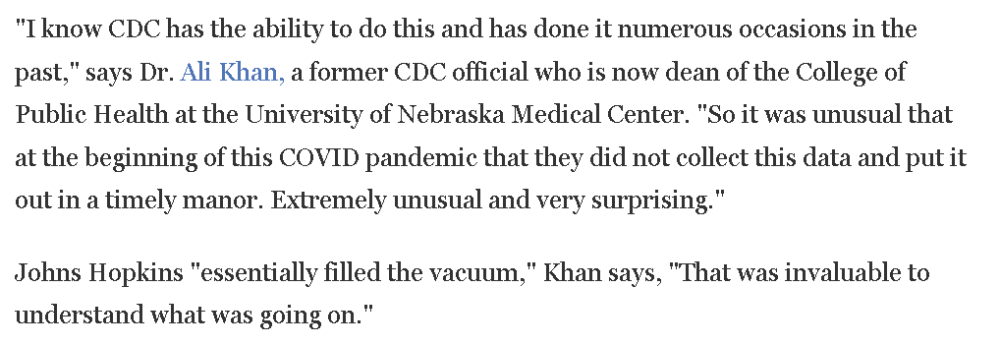 "I know CDC has the ability to do this and has done it numerous occasions in the
past," says Dr. Ali Khan, a former CDC official who is now dean of the College of
Public Health at the University of Nebraska Medical Center. "So it was unusual that
at the beginning of this COVID pandemic that they did not collect this data and put it
out in a timely manor. Extremely unusual and very surprising."
Johns Hopkins "essentially filled the vacuum," Khan says, "That was invaluable to
understand what was going on."